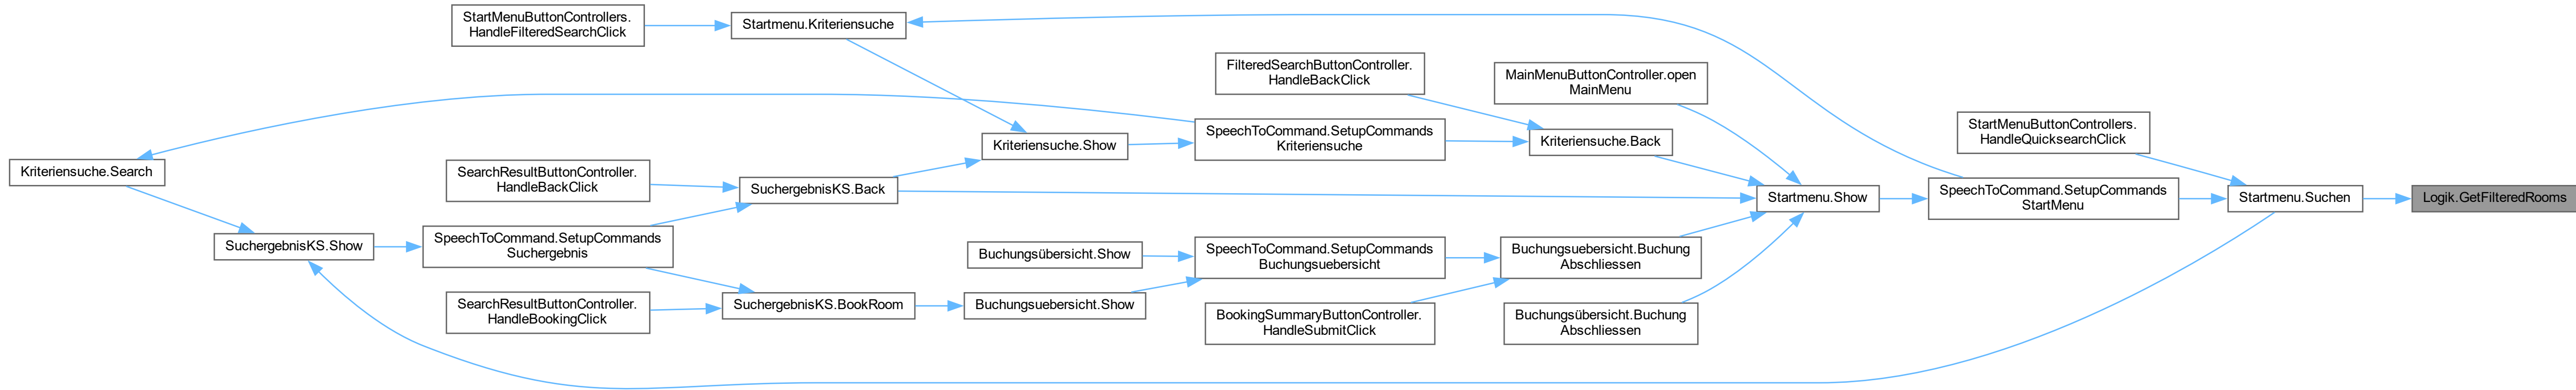 StartMenuButtonControllers.
HandleFilteredSearchClick
Startmenu.Kriteriensuche
FilteredSearchButtonController.
HandleBackClick
MainMenuButtonController.open
MainMenu
StartMenuButtonControllers.
HandleQuicksearchClick
Kriteriensuche.Search
SearchResultButtonController.
HandleBackClick
Kriteriensuche.Show
SpeechToCommand.SetupCommands
Kriteriensuche
Kriteriensuche.Back
SuchergebnisKS.Back
Startmenu.Show
SpeechToCommand.SetupCommands
StartMenu
Startmenu.Suchen
Logik.GetFilteredRooms
SuchergebnisKS.Show
SpeechToCommand.SetupCommands
Suchergebnis
Buchungsübersicht.Show
SpeechToCommand.SetupCommands
Buchungsuebersicht
Buchungsuebersicht.Buchung
Abschliessen
SearchResultButtonController.
HandleBookingClick
SuchergebnisKS.BookRoom
Buchungsuebersicht.Show
BookingSummaryButtonController.
HandleSubmitClick
Buchungsübersicht.Buchung
Abschliessen